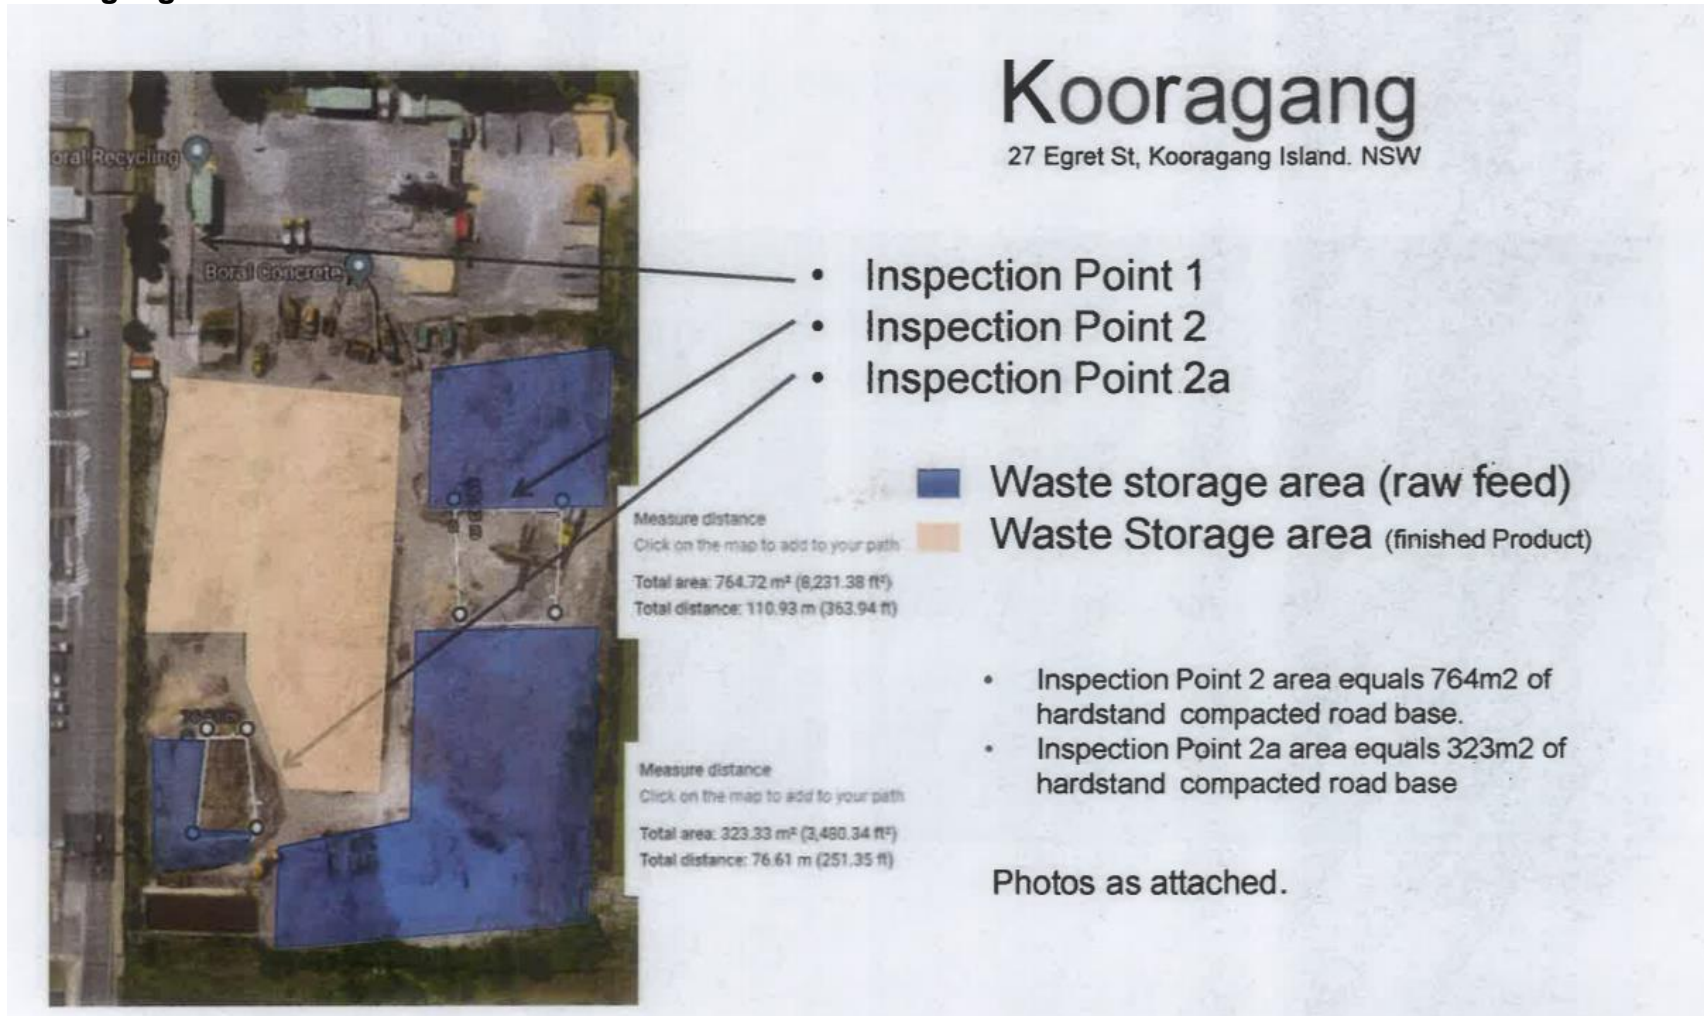 Kooragang
27 Egret St, Kooragang Island. NSW
oral Recycling
Boral Concrete
• Inspection Point 1
• Inspection Point 2
• Inspection Point 2a
Waste storage area (raw feed)
Waste Storage area (finished Product)
Measure distance
Click on the map to add to your path
Total area: 764.72 m² (8,231.38 ft²)
Total distance: 110.93 m (363.94 ft)
• Inspection Point 2 area equals 764m2 of
hardstand compacted road base.
• Inspection Point 2a area equals 323m2 of
hardstand compacted road base
Measure distance
Click on the map to add to your path
Total area: 323.33 m² (3,480.34 ft²)
Total distance: 76.61 m (251.35 ft)
Photos as attached.